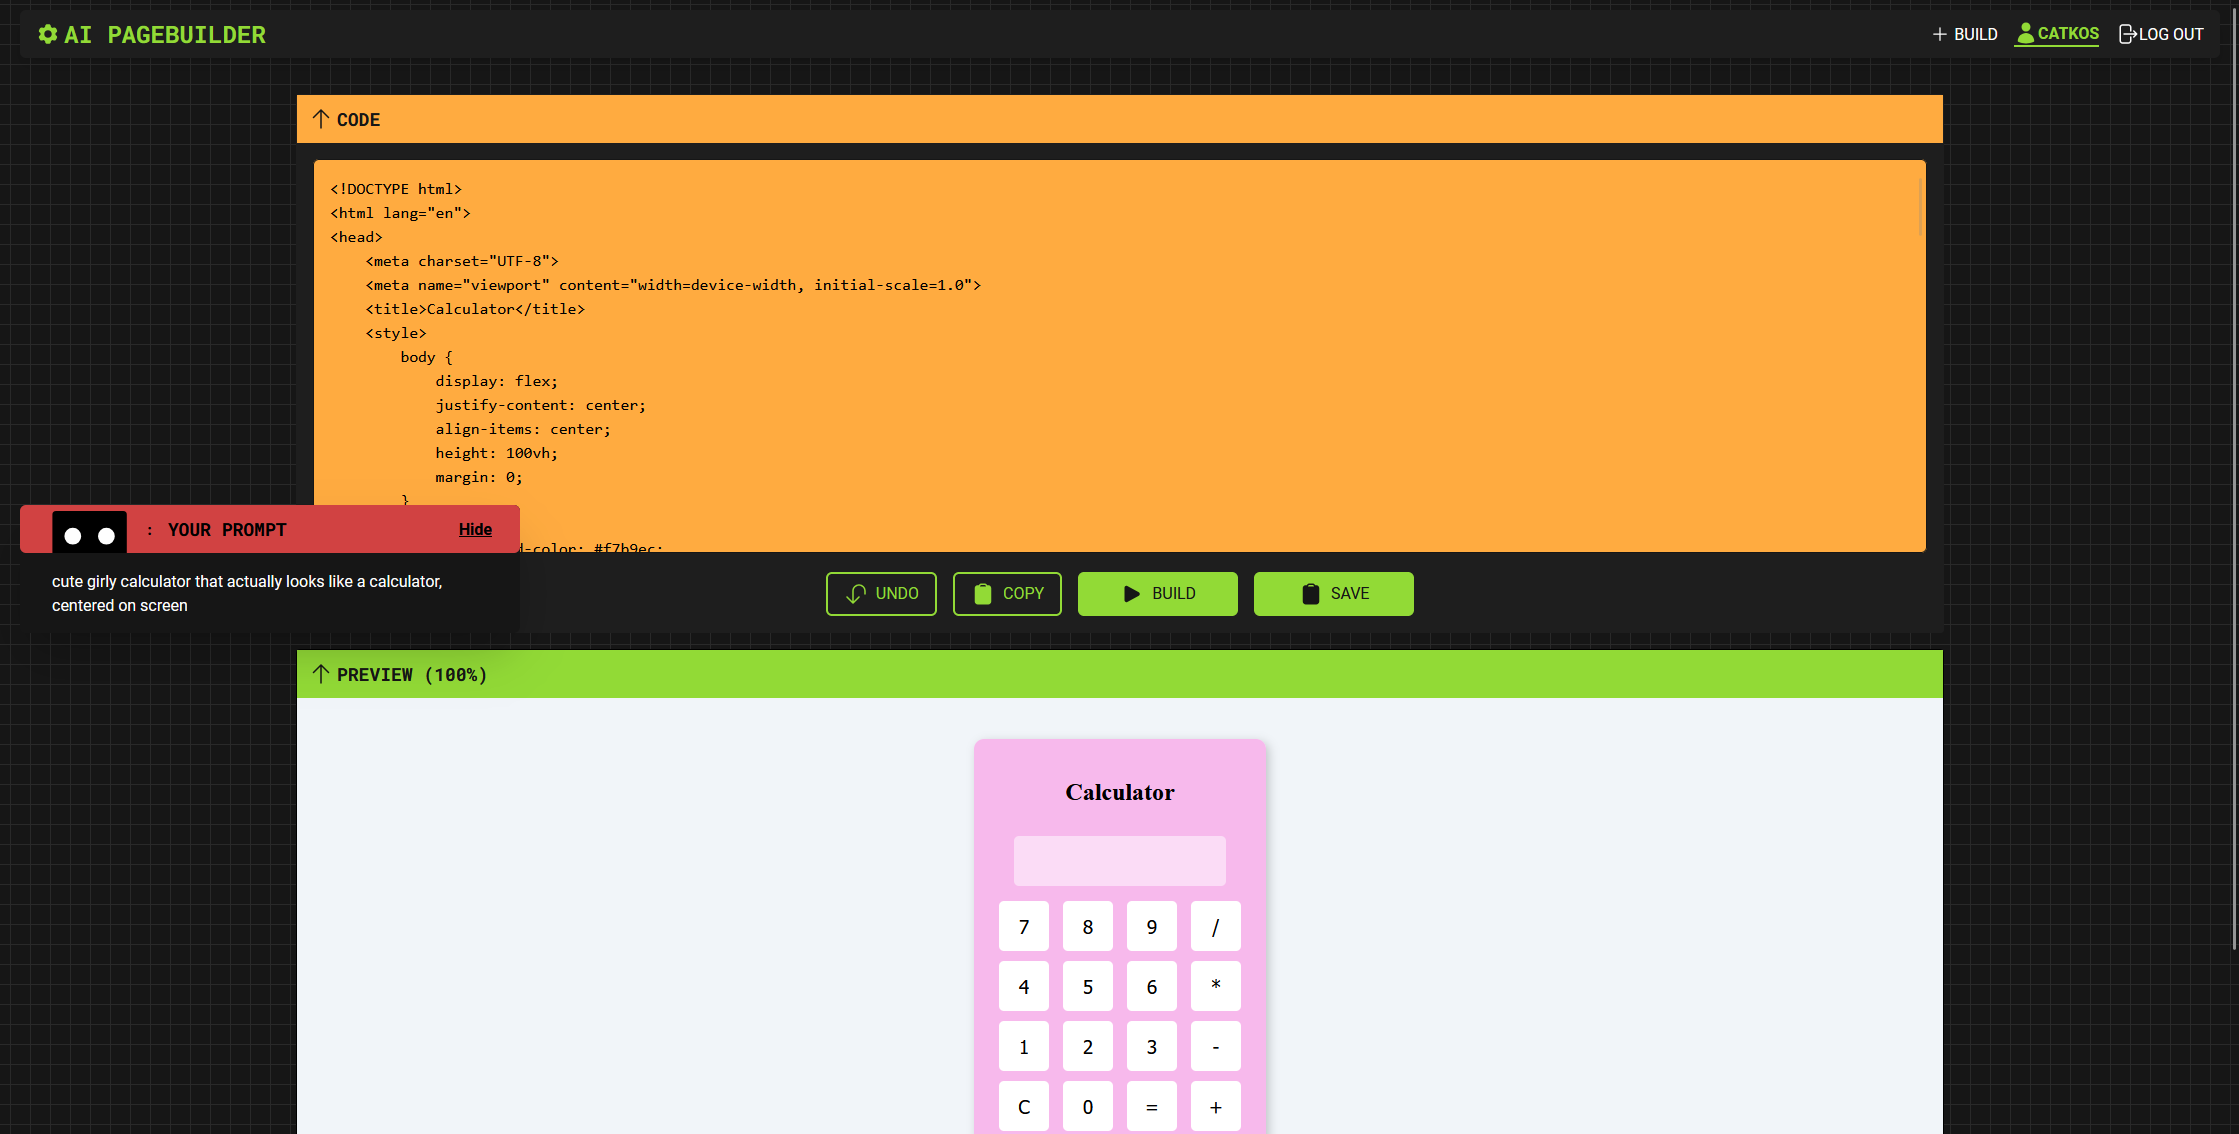 AI PAGEBUILDER
BUILD
CATKOS
LOG OUT
CODE
<!DOCTYPE html>
<html lang="en">
<head>
    <meta charset="UTF-8">
    <meta name="viewport" content="width=device-width, initial-scale=1.0">
    <title>Calculator</title>
    <style>
        body {
            display: flex;
            justify-content: center;
            align-items: center;
            height: 100vh;
            margin: 0;
        }
-color: #f7b9ec;
: YOUR PROMPT
Hide
cute girly calculator that actually looks like a calculator,
centered on screen
UNDO
COPY
BUILD
SAVE
PREVIEW (100%)
Calculator
7 8 9 /
4 5 6 *
1 2 3 -
C 0 = +